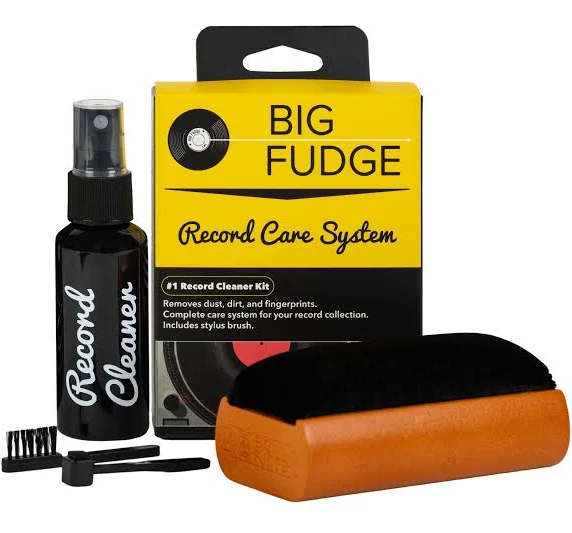 BIG
FUDGE
Record Care System
#1 Record Cleaner Kit
Removes dust, dirt, and fingerprints.
Complete care system for your record collection.
Includes stylus brush.
Record
Cleaner